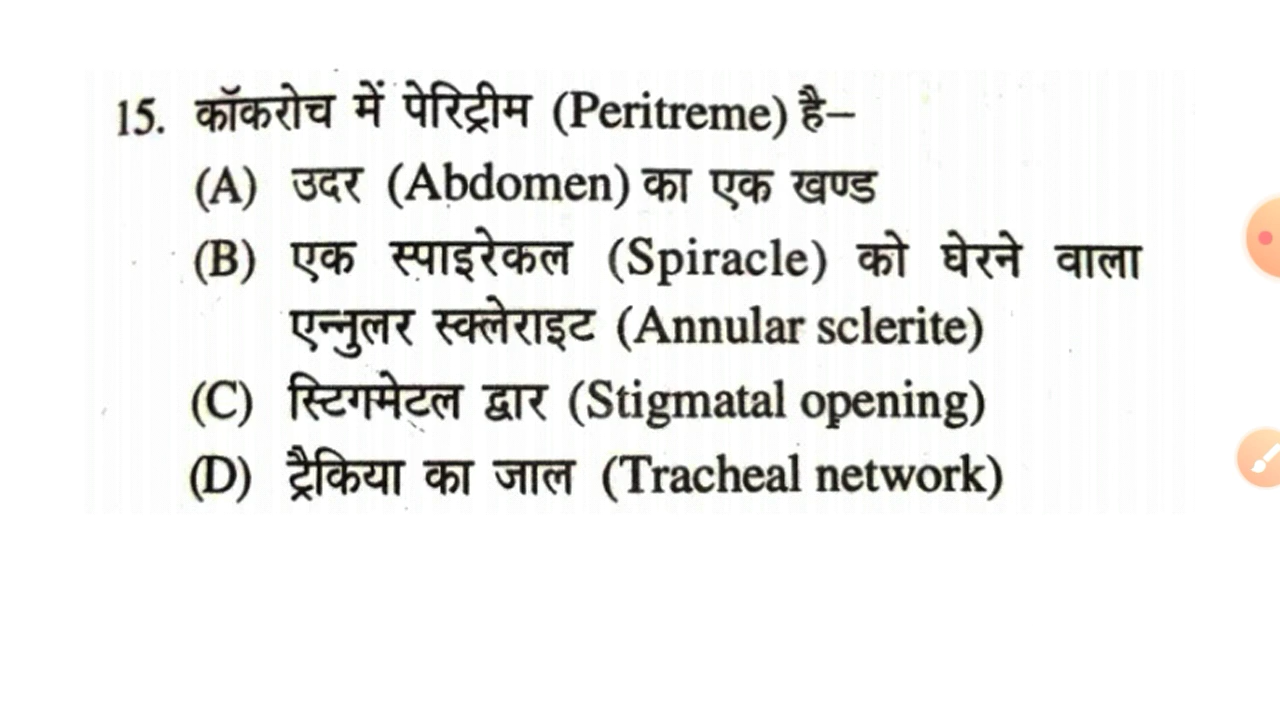 15. कॉकरोच में पेरिट्रीम (Peritreme) है–
(A) उदर (Abdomen) का एक खण्ड
(B) एक स्पाइरेकल (Spiracle) को घेरने वाला
एन्नुलर स्क्लेराइट (Annular sclerite)
(C) स्टिगमेटल द्वार (Stigmatal opening)
(D) ट्रैकिया का जाल (Tracheal network)